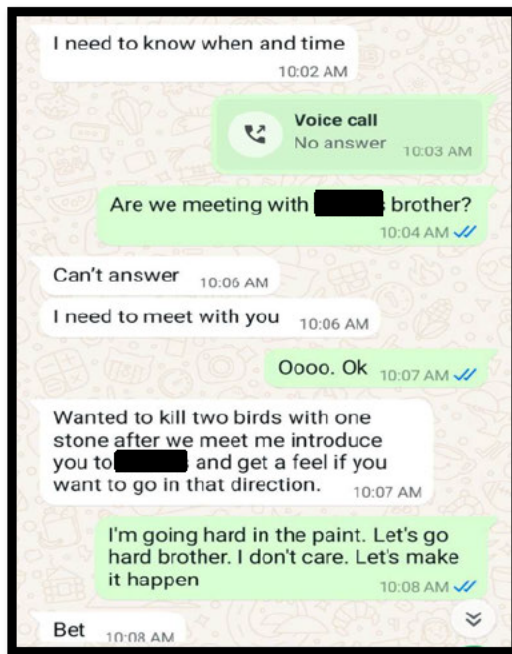 I need to know when and time
10:02 AM
Voice call
No answer 10:03 AM
Are we meeting with brother?
10:04 AM
Can't answer 10:06 AM
I need to meet with you 10:06 AM
Oooo. Ok 10:07 AM
Wanted to kill two birds with one
stone after we meet me introduce
you to and get a feel if you
want to go in that direction. 10:07 AM
I'm going hard in the paint. Let's go
hard brother. I don't care. Let's make
it happen 10:08 AM
Bet 10:08 AM